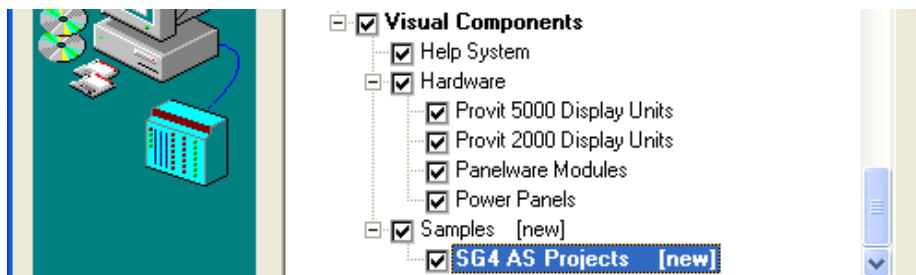 Visual Components
Help System
Hardware
Provit 5000 Display Units
Provit 2000 Display Units
Panelware Modules
Power Panels
Samples [new]
SG4 AS Projects [new]